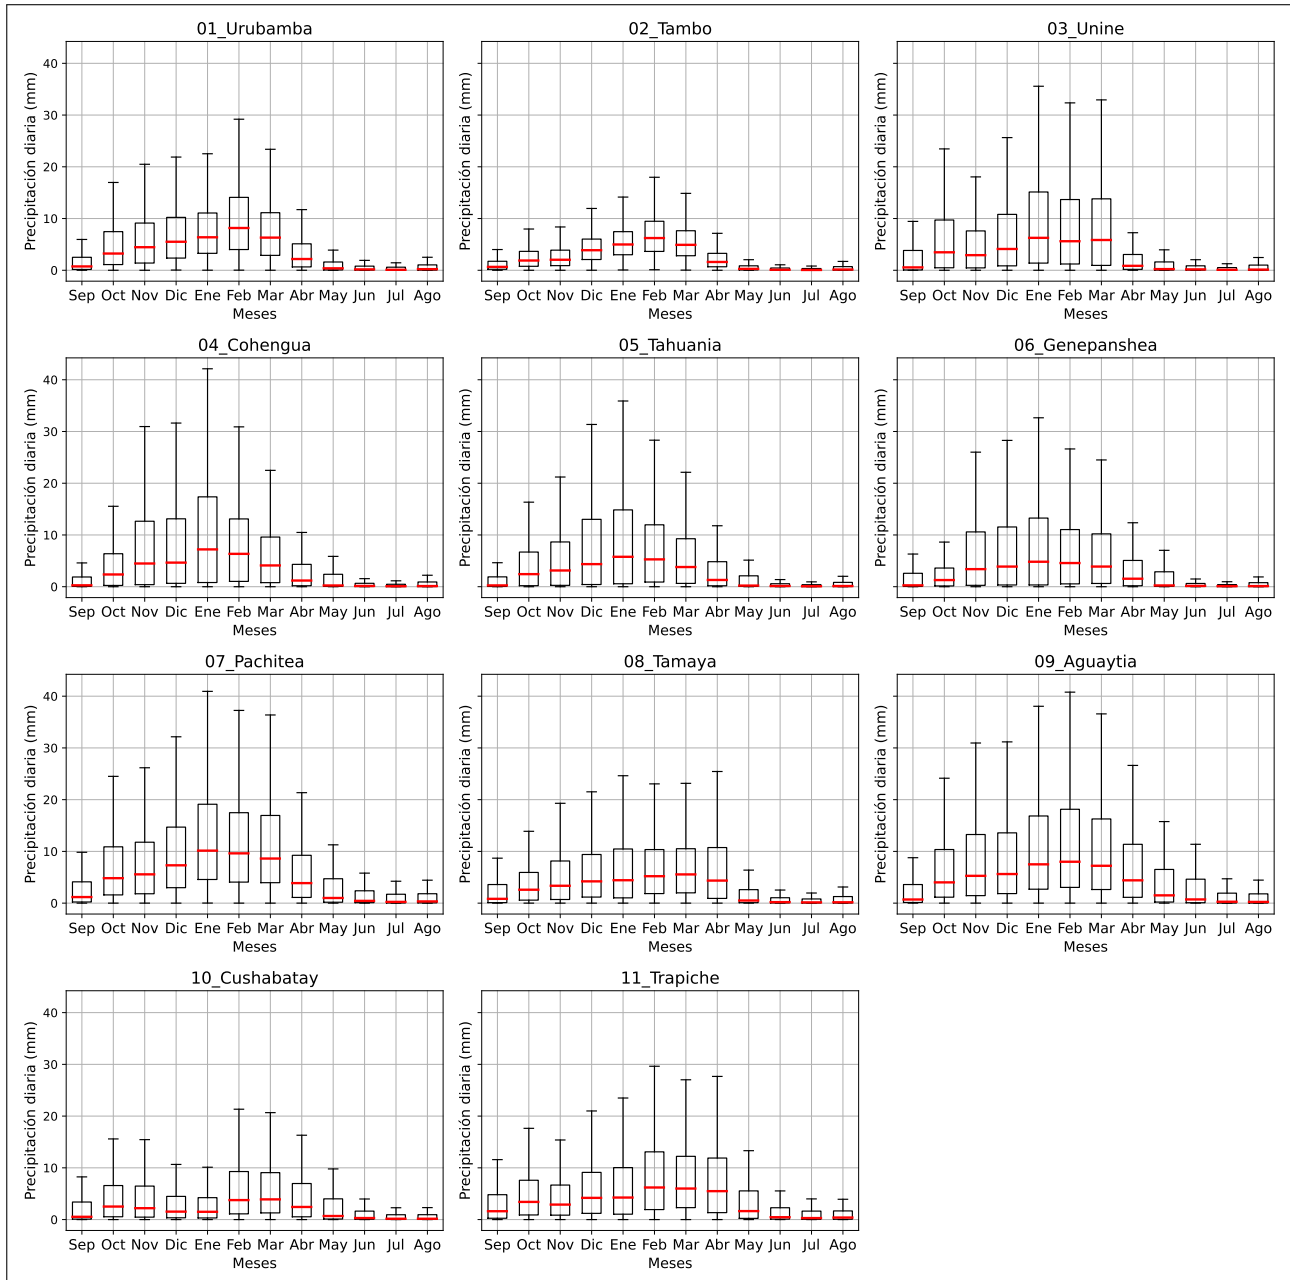 01_Urubamba
Precipitación diaria (mm)
40
30
20
10
0
Sep Oct Nov Dic Ene Feb Mar Abr May Jun Jul Ago
Meses
02_Tambo
Precipitación diaria (mm)
Sep Oct Nov Dic Ene Feb Mar Abr May Jun Jul Ago
Meses
03_Unine
Precipitación diaria (mm)
Sep Oct Nov Dic Ene Feb Mar Abr May Jun Jul Ago
Meses
04_Cohengua
Precipitación diaria (mm)
40
30
20
10
0
Sep Oct Nov Dic Ene Feb Mar Abr May Jun Jul Ago
Meses
05_Tahuania
Precipitación diaria (mm)
Sep Oct Nov Dic Ene Feb Mar Abr May Jun Jul Ago
Meses
06_Genepanshea
Precipitación diaria (mm)
Sep Oct Nov Dic Ene Feb Mar Abr May Jun Jul Ago
Meses
07_Pachitea
Precipitación diaria (mm)
40
30
20
10
0
Sep Oct Nov Dic Ene Feb Mar Abr May Jun Jul Ago
Meses
08_Tamaya
Precipitación diaria (mm)
Sep Oct Nov Dic Ene Feb Mar Abr May Jun Jul Ago
Meses
09_Aguaytia
Precipitación diaria (mm)
Sep Oct Nov Dic Ene Feb Mar Abr May Jun Jul Ago
Meses
10_Cushabatay
Precipitación diaria (mm)
40
30
20
10
0
Sep Oct Nov Dic Ene Feb Mar Abr May Jun Jul Ago
Meses
11_Trapiche
Precipitación diaria (mm)
Sep Oct Nov Dic Ene Feb Mar Abr May Jun Jul Ago
Meses